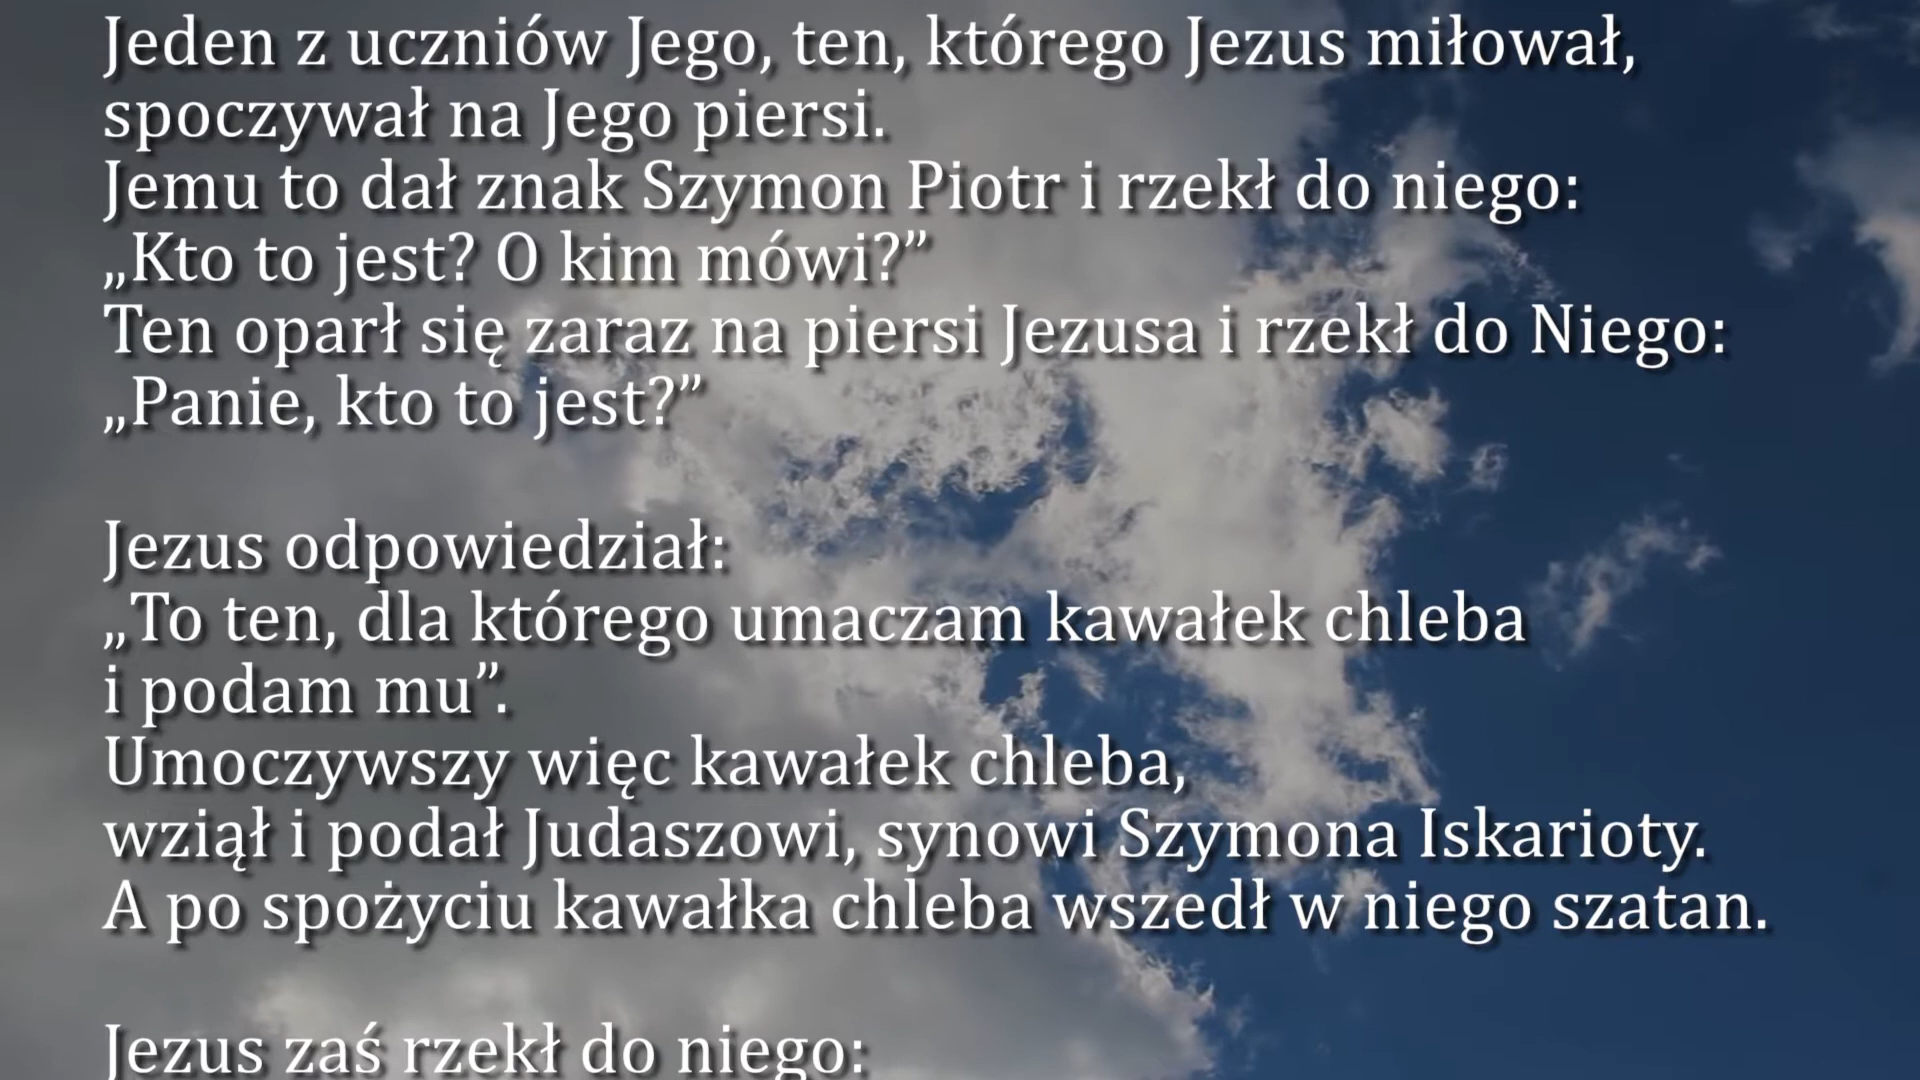 Jeden z uczniów Jego, ten, którego Jezus miłował,
spoczywał na Jego piersi.
Jemu to dał znak Szymon Piotr i rzekł do niego:
„Kto to jest? O kim mówi?”
Ten oparł się zaraz na piersi Jezusa i rzekł do Niego:
„Panie, kto to jest?”
Jezus odpowiedział:
„To ten, dla którego umaczam kawałek chleba
i podam mu”.
Umoczywszy więc kawałek chleba,
wziął i podał Judaszowi, synowi Szymona Iskarioty.
A po spożyciu kawałka chleba wszedł w niego szatan.
Jezus zaś rzekł do niego: